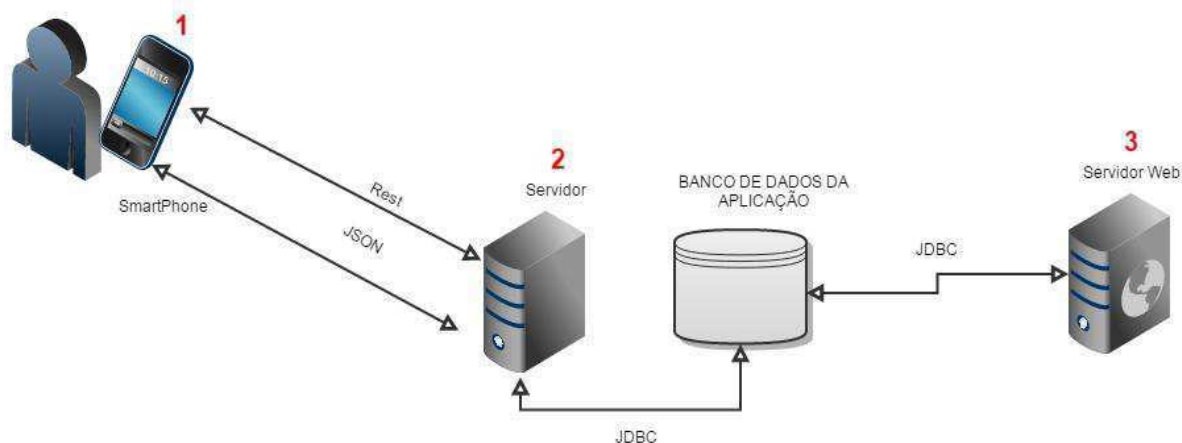 1
10:15
SmartPhone
Rest
JSON
2
Servidor
BANCO DE DADOS DA
APLICAÇÃO
JDBC
3
Servidor Web
JDBC